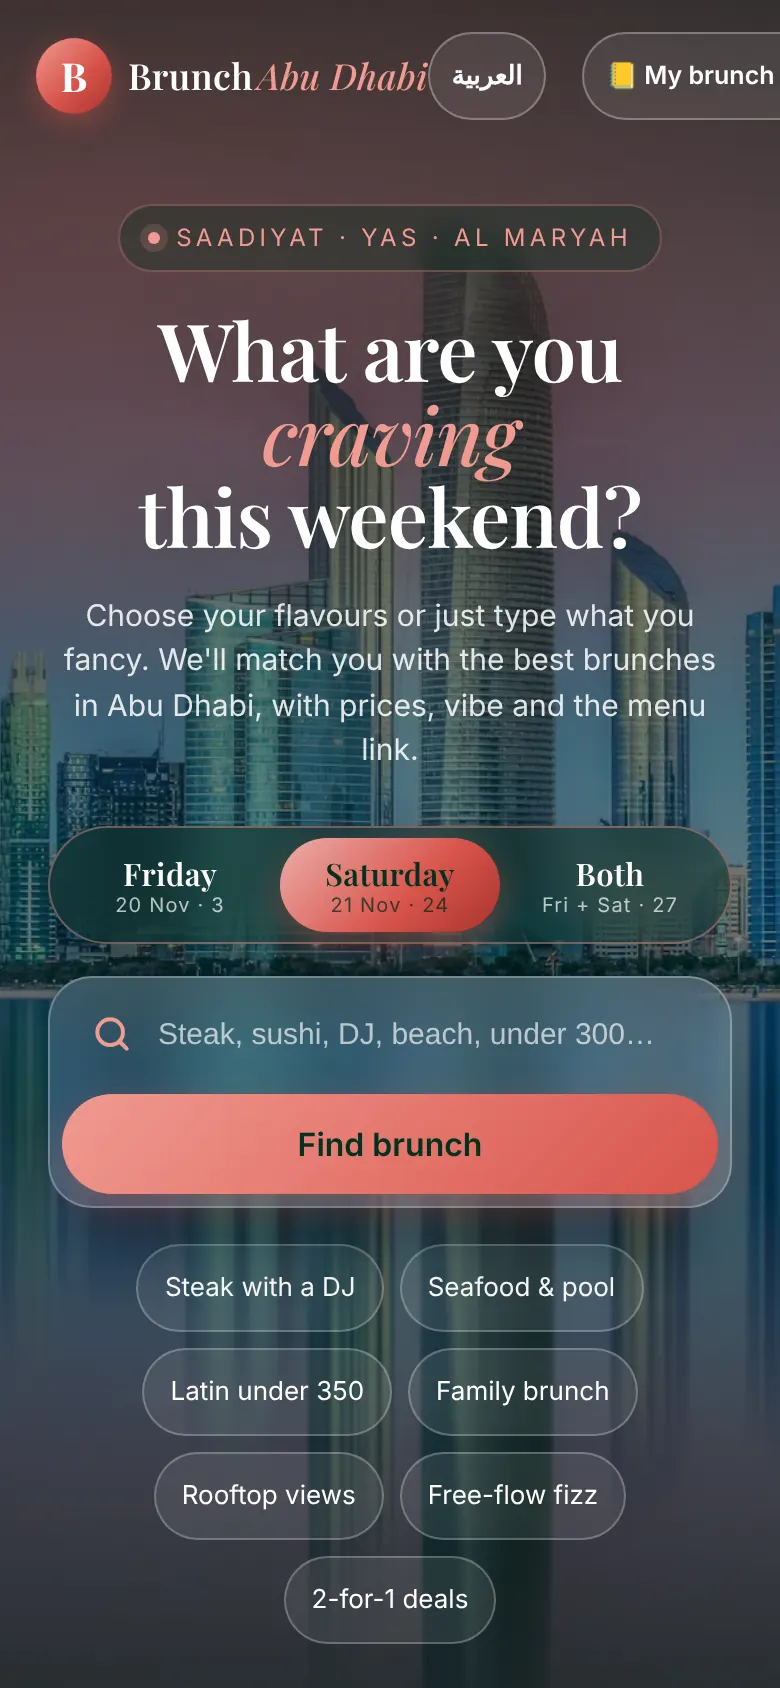 B Brunch Abu Dhabi العربية 📒 My brunch
SAADIYAT · YAS · AL MARYAH
What are you
craving
this weekend?
Choose your flavours or just type what you
fancy. We'll match you with the best brunches
in Abu Dhabi, with prices, vibe and the menu
link.
Friday Saturday Both
20 Nov · 3 21 Nov · 24 Fri + Sat · 27
Steak, sushi, DJ, beach, under 300...
Find brunch
Steak with a DJ Seafood & pool
Latin under 350 Family brunch
Rooftop views Free-flow fizz
2-for-1 deals